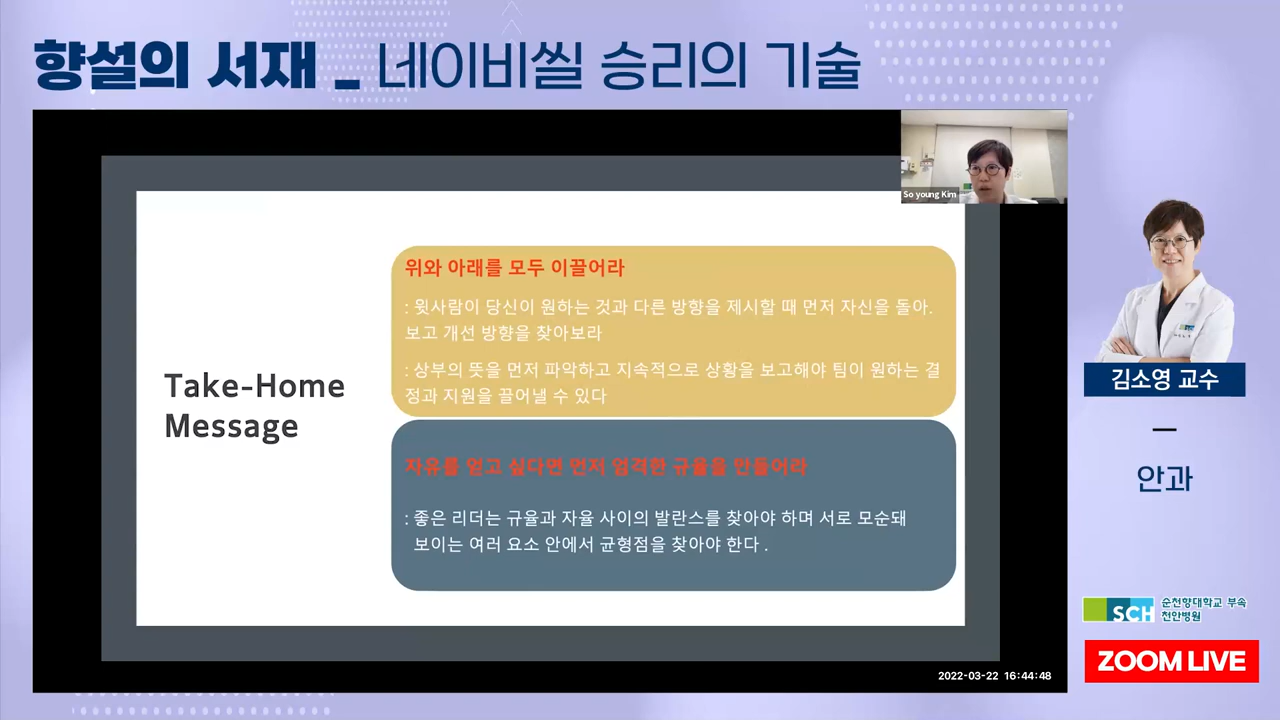 향설의 서재 _ 네이비씰 승리의 기술
So young Kim
위와 아래를 모두 이끌어라
: 윗사람이 당신이 원하는 것과 다른 방향을 제시할 때 먼저 자신을 돌아.
보고 개선 방향을 찾아보라
: 상부의 뜻을 먼저 파악하고 지속적으로 상황을 보고해야 팀이 원하는 결
정과 지원을 끌어낼 수 있다
Take-Home
Message
자유를 얻고 싶다면 먼저 엄격한 규율을 만들어라
: 좋은 리더는 규율과 자율 사이의 발란스를 찾아야 하며 서로 모순돼
보이는 여러 요소 안에서 균형점을 찾아야 한다 .
2022-03-22 16:44:48
김소영 교수
안과
SCH 순천향대학교 부속
천안병원
ZOOM LIVE